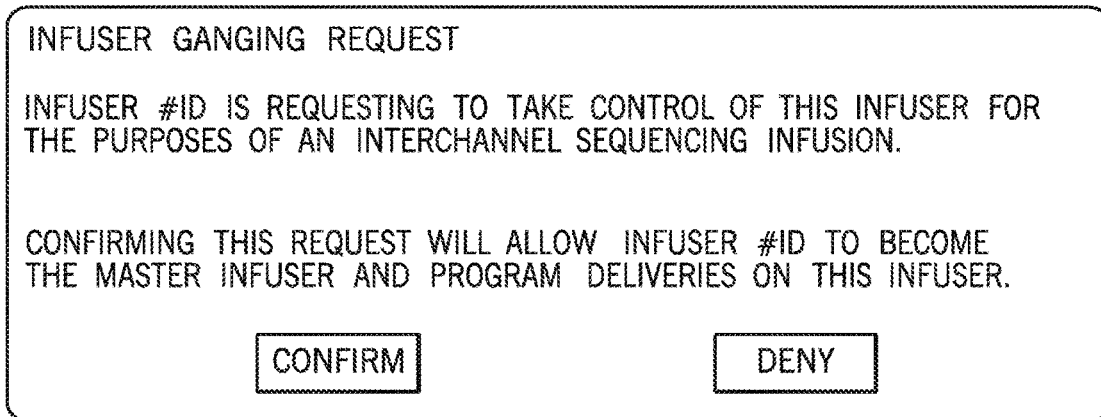 INFUSER GANGING REQUEST
INFUSER #ID IS REQUESTING TO TAKE CONTROL OF THIS INFUSER FOR
THE PURPOSES OF AN INTERCHANNEL SEQUENCING INFUSION.
CONFIRMING THIS REQUEST WILL ALLOW INFUSER #ID TO BECOME
THE MASTER INFUSER AND PROGRAM DELIVERIES ON THIS INFUSER.
CONFIRM DENY